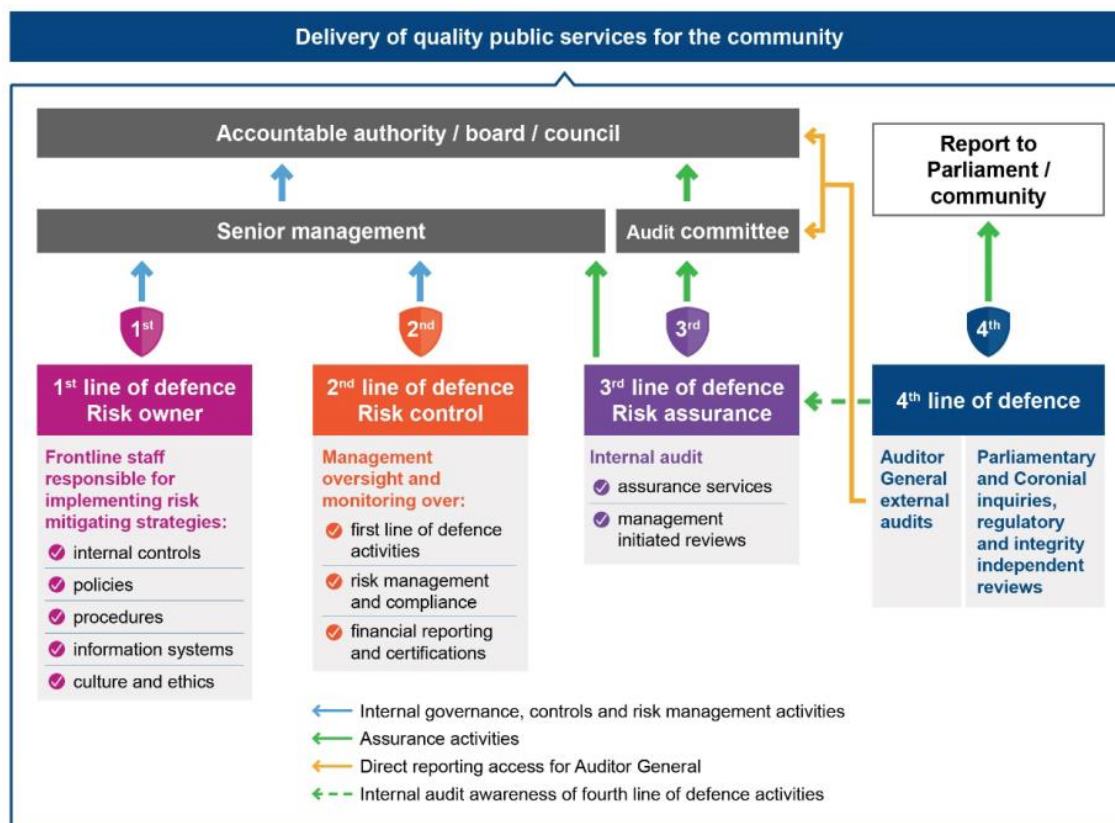 Delivery of quality public services for the community
Accountable authority / board / council
Report to
Parliament /
community
Senior management
Audit committee
1st
2nd
3rd
4th
1st line of defence
Risk owner
2nd line of defence
Risk control
3rd line of defence
Risk assurance
4th line of defence
Frontline staff
responsible for
implementing risk
mitigating strategies:
internal controls
policies
procedures
information systems
culture and ethics
Management
oversight and
monitoring over:
first line of defence
activities
risk management
and compliance
financial reporting
and certifications
Internal audit
assurance services
management
initiated reviews
Auditor
General
external
audits
Parliamentary
and Coronial
inquiries,
regulatory
and integrity
independent
reviews
Internal governance, controls and risk management activities
Assurance activities
Direct reporting access for Auditor General
Internal audit awareness of fourth line of defence activities